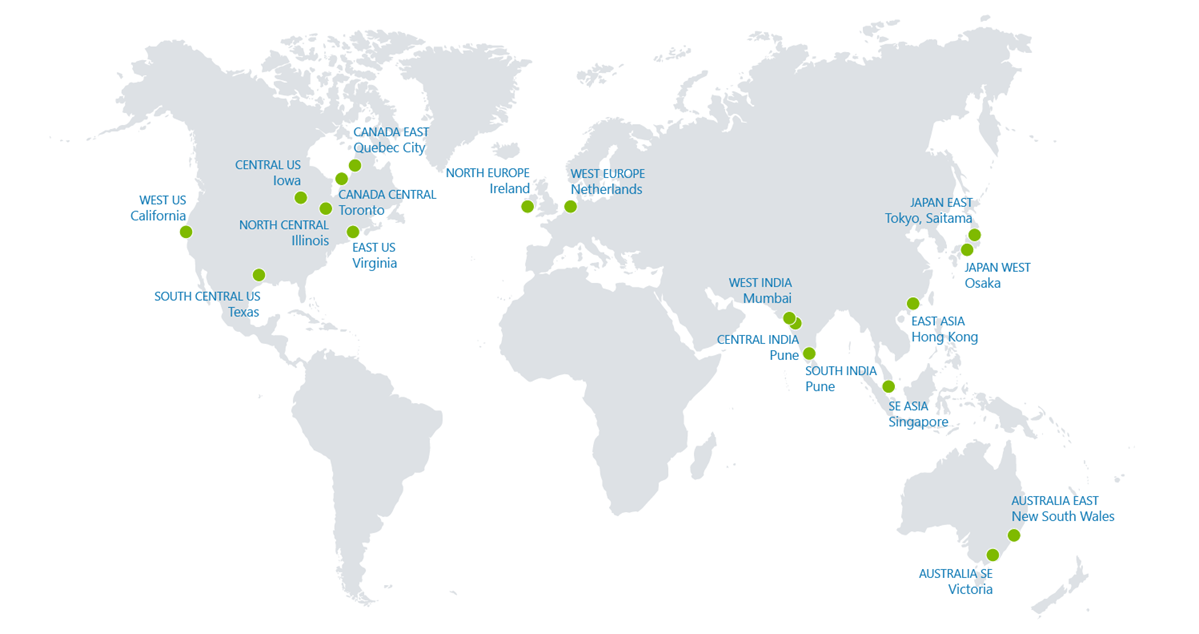 CANADA EAST
Quebec City
CENTRAL US
Iowa
CANADA CENTRAL
Toronto
WEST US
California
NORTH CENTRAL
Illinois
EAST US
Virginia
SOUTH CENTRAL US
Texas
NORTH EUROPE
Ireland
WEST EUROPE
Netherlands
JAPAN EAST
Tokyo, Saitama
JAPAN WEST
Osaka
WEST INDIA
Mumbai
EAST ASIA
Hong Kong
CENTRAL INDIA
Pune
SOUTH INDIA
Pune
SE ASIA
Singapore
AUSTRALIA EAST
New South Wales
AUSTRALIA SE
Victoria